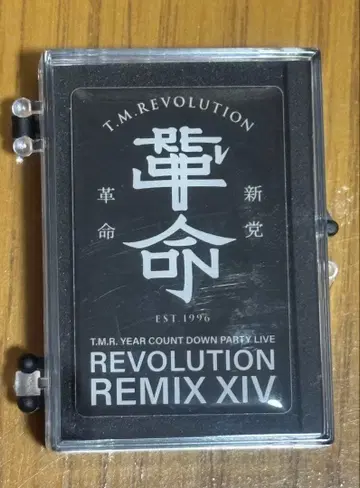 T.M.REVOLUTION
革命
革命
新党
EST.1996
T.M.R. YEAR COUNT DOWN PARTY LIVE
REVOLUTION
REMIX XIV